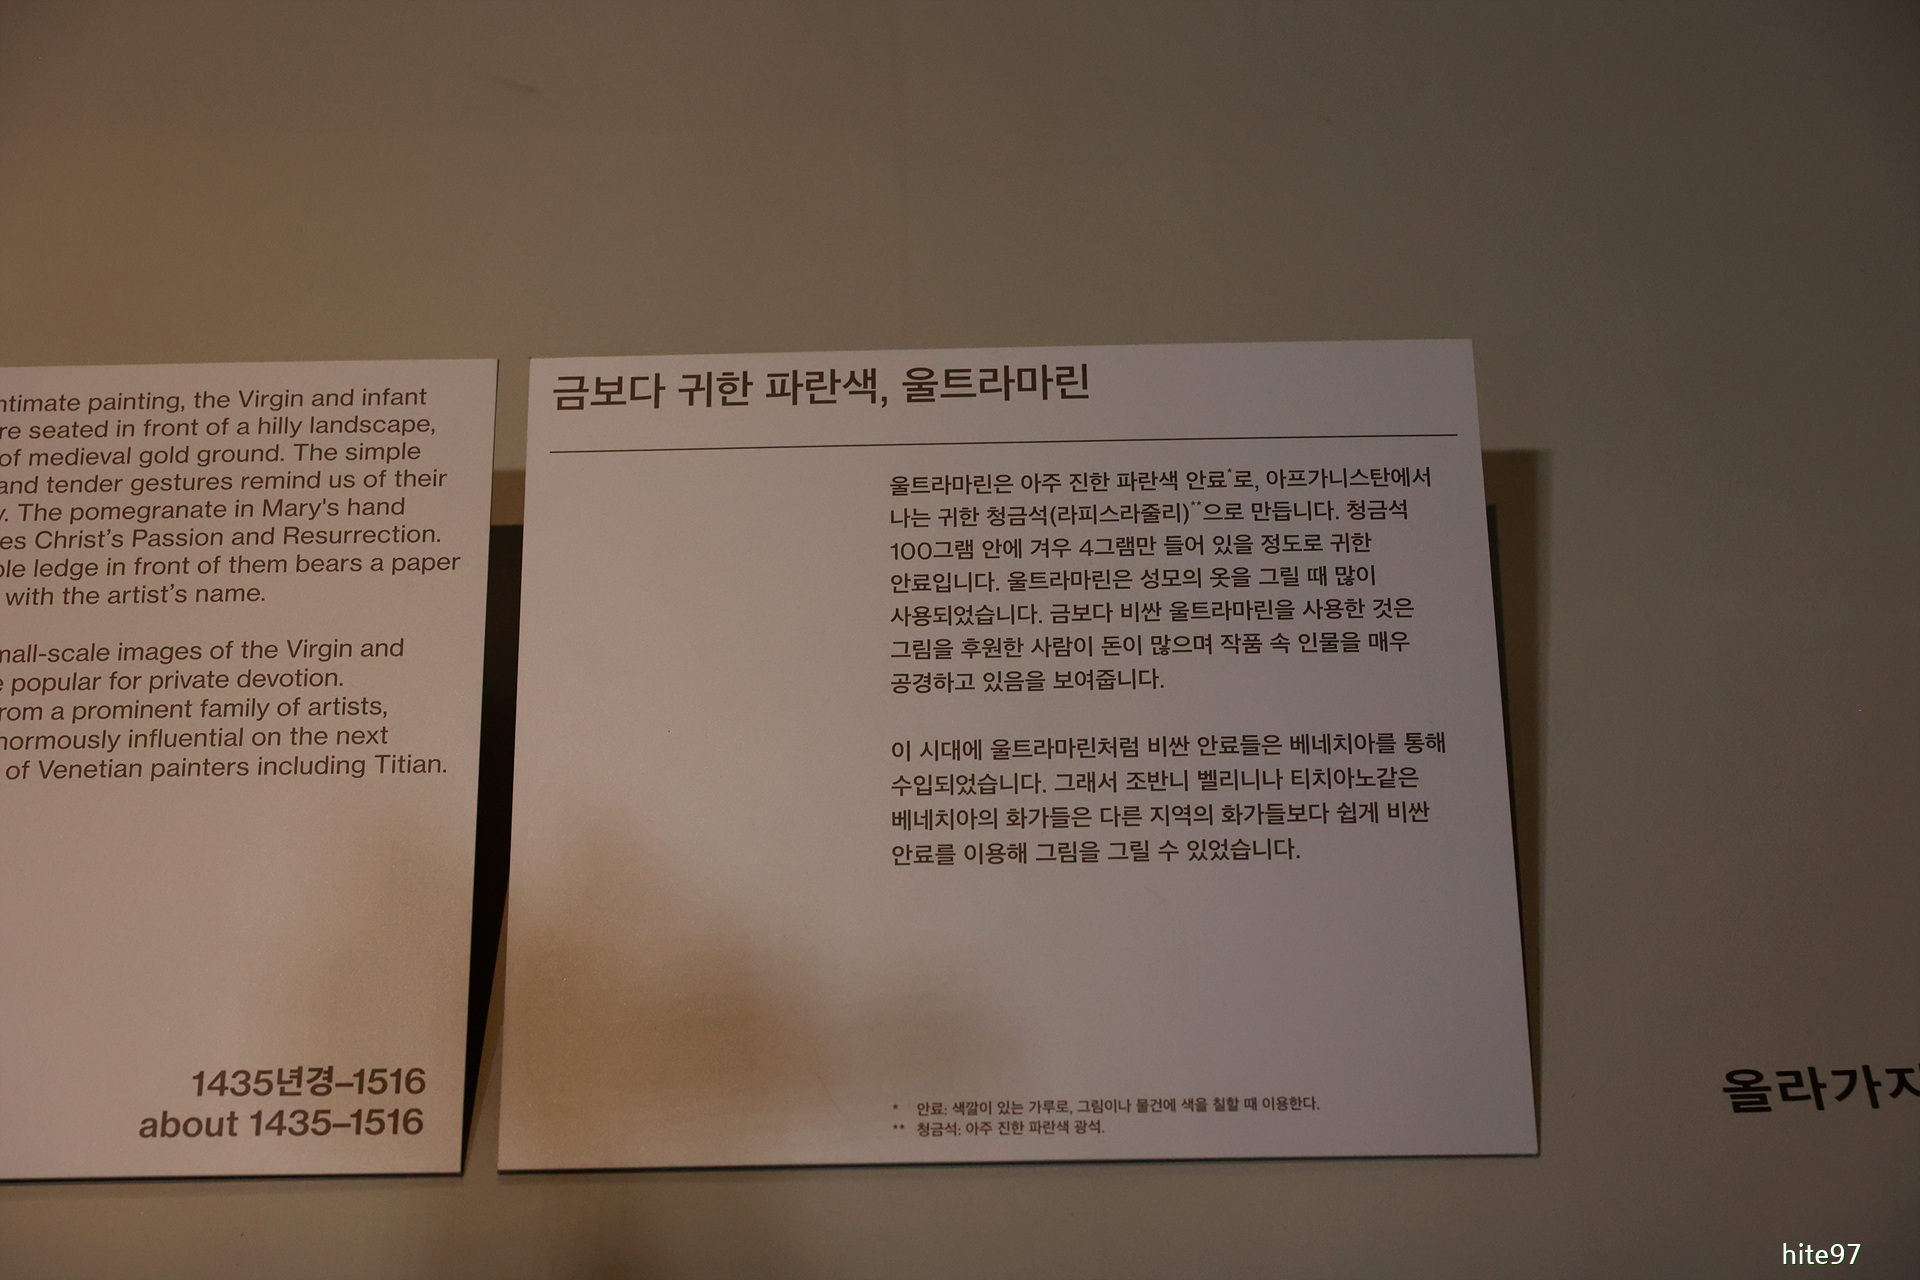 ntimate painting, the Virgin and infant
re seated in front of a hilly landscape,
of medieval gold ground. The simple
and tender gestures remind us of their
. The pomegranate in Mary's hand
es Christ's Passion and Resurrection.
ble ledge in front of them bears a paper
with the artist's name.
mall-scale images of the Virgin and
e popular for private devotion.
rom a prominent family of artists,
normously influential on the next
of Venetian painters including Titian.
1435년경–1516
about 1435–1516
금보다 귀한 파란색, 울트라마린
울트라마린은 아주 진한 파란색 안료*로, 아프가니스탄에서
나는 귀한 청금석(라피스라줄리)**으로 만듭니다. 청금석
100그램 안에 겨우 4그램만 들어 있을 정도로 귀한
안료입니다. 울트라마린은 성모의 옷을 그릴 때 많이
사용되었습니다. 금보다 비싼 울트라마린을 사용한 것은
그림을 후원한 사람이 돈이 많으며 작품 속 인물을 매우
공경하고 있음을 보여줍니다.
이 시대에 울트라마린처럼 비싼 안료들은 베네치아를 통해
수입되었습니다. 그래서 조반니 벨리니나 티치아노같은
베네치아의 화가들은 다른 지역의 화가들보다 쉽게 비싼
안료를 이용해 그림을 그릴 수 있었습니다.
* 안료: 색깔이 있는 가루로, 그림이나 물건에 색을 칠할 때 이용한다.
** 청금석: 아주 진한 파란색 광석.
올라가지
hite97